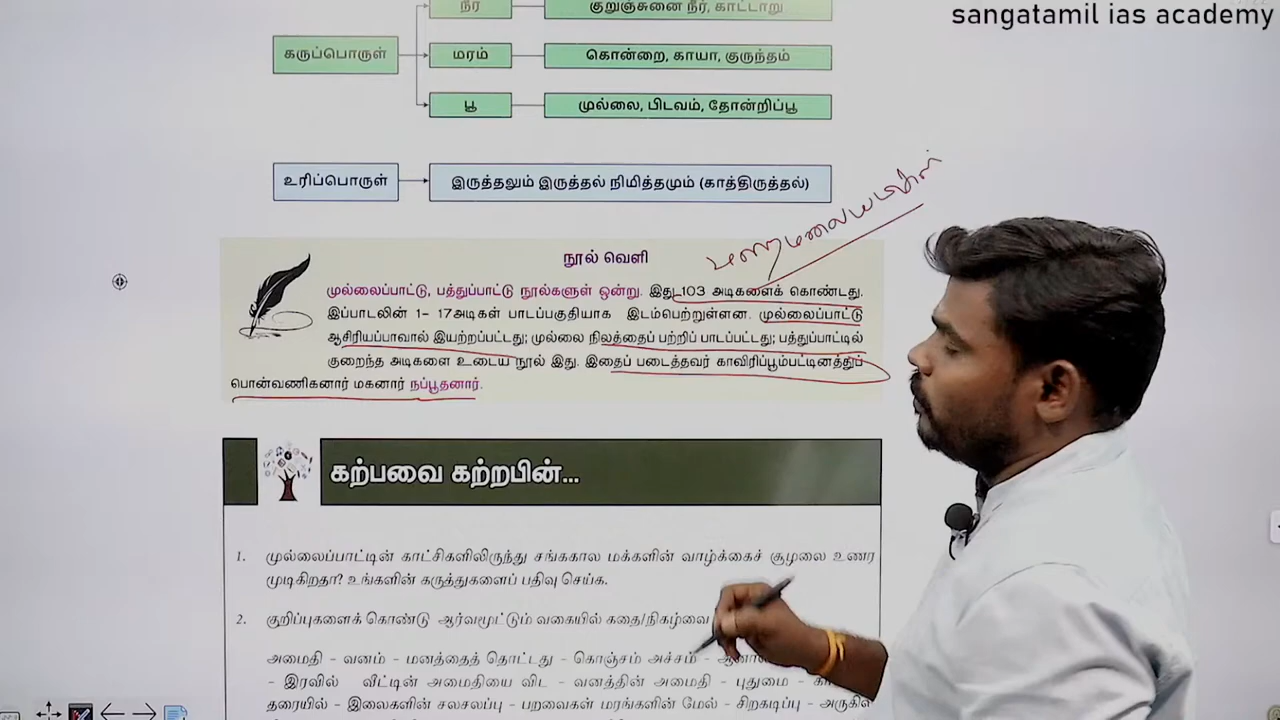 sangatamil ias academy
நீர் குறுஞ்சுனை நீர், காட்டாறு
கருப்பொருள் மரம் கொன்றை, காயா, குருந்தம்
பூ முல்லை, பிடவம், தோன்றிப்பூ
உரிப்பொருள் இருத்தலும் இருத்தல் நிமித்தமும் (காத்திருத்தல்)
நூல் வெளி
முல்லைப்பாட்டு, பத்துப்பாட்டு நூல்களுள் ஒன்று. இது 103 அடிகளைக் கொண்டது.
இப்பாடலின் 1- 17அடிகள் பாடப்பகுதியாக இடம்பெற்றுள்ளன. முல்லைப்பாட்டு
ஆசிரியப்பாவால் இயற்றப்பட்டது; முல்லை நிலத்தைப் பற்றிப் பாடப்பட்டது; பத்துப்பாட்டில்
குறைந்த அடிகளை உடைய நூல் இது. இதைப் படைத்தவர் காவிரிப்பூம்பட்டினத்துப்
பொன்வணிகனார் மகனார் நப்பூதனார்.
கற்பவை கற்றபின்...
1. முல்லைப்பாட்டின் காட்சிகளிலிருந்து சங்ககால மக்களின் வாழ்க்கைச் சூழலை உணர
முடிகிறதா? உங்களின் கருத்துகளைப் பதிவு செய்க.
2. குறிப்புகளைக் கொண்டு ஆர்வமூட்டும் வகையில் கதை/நிகழ்வை
அமைதி - வனம் - மனத்தைத் தொட்டது - கொஞ்சம் அச்சம் -
- இரவில் வீட்டின் அமைதியை விட - வனத்தின் அமைதி - புதுமை -
தரையில் - இலைகளின் சலசலப்பு - பறவைகள் மரங்களின் மேல் - சிறகடிப்பு -